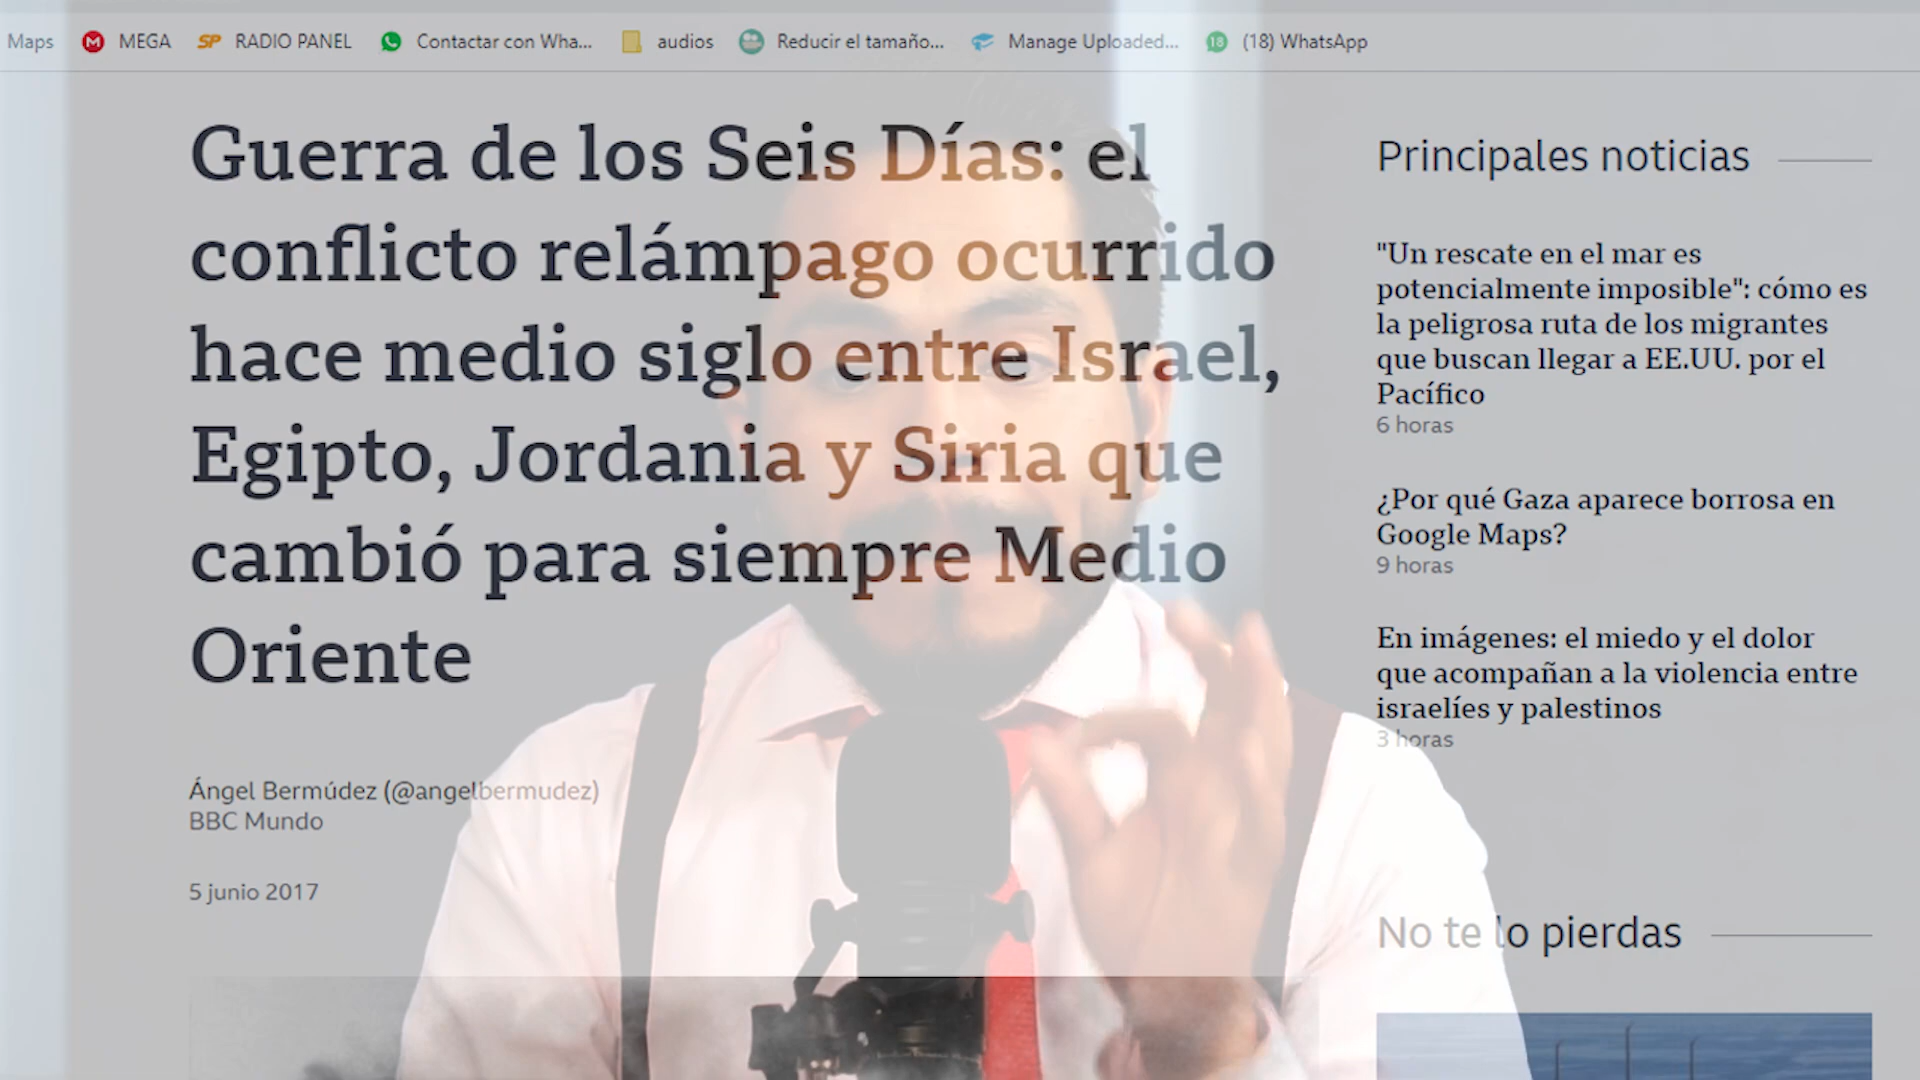 Maps
MEGA
SP
RADIO PANEL
Contactar con Wha...
audios
Reducir el tamaño...
Manage Uploaded...
18
(18) WhatsApp
Guerra de los Seis Días: el
conflicto relámpago ocurrido
hace medio siglo entre Israel,
Egipto, Jordania y Siria que
cambió para siempre Medio
Oriente
Ángel Bermúdez (@angelbermudez)
BBC Mundo
5 junio 2017
Principales noticias
"Un rescate en el mar es
potencialmente imposible": cómo es
la peligrosa ruta de los migrantes
que buscan llegar a EE.UU. por el
Pacífico
6 horas
¿Por qué Gaza aparece borrosa en
Google Maps?
9 horas
En imágenes: el miedo y el dolor
que acompañan a la violencia entre
israelíes y palestinos
3 horas
No te lo pierdas